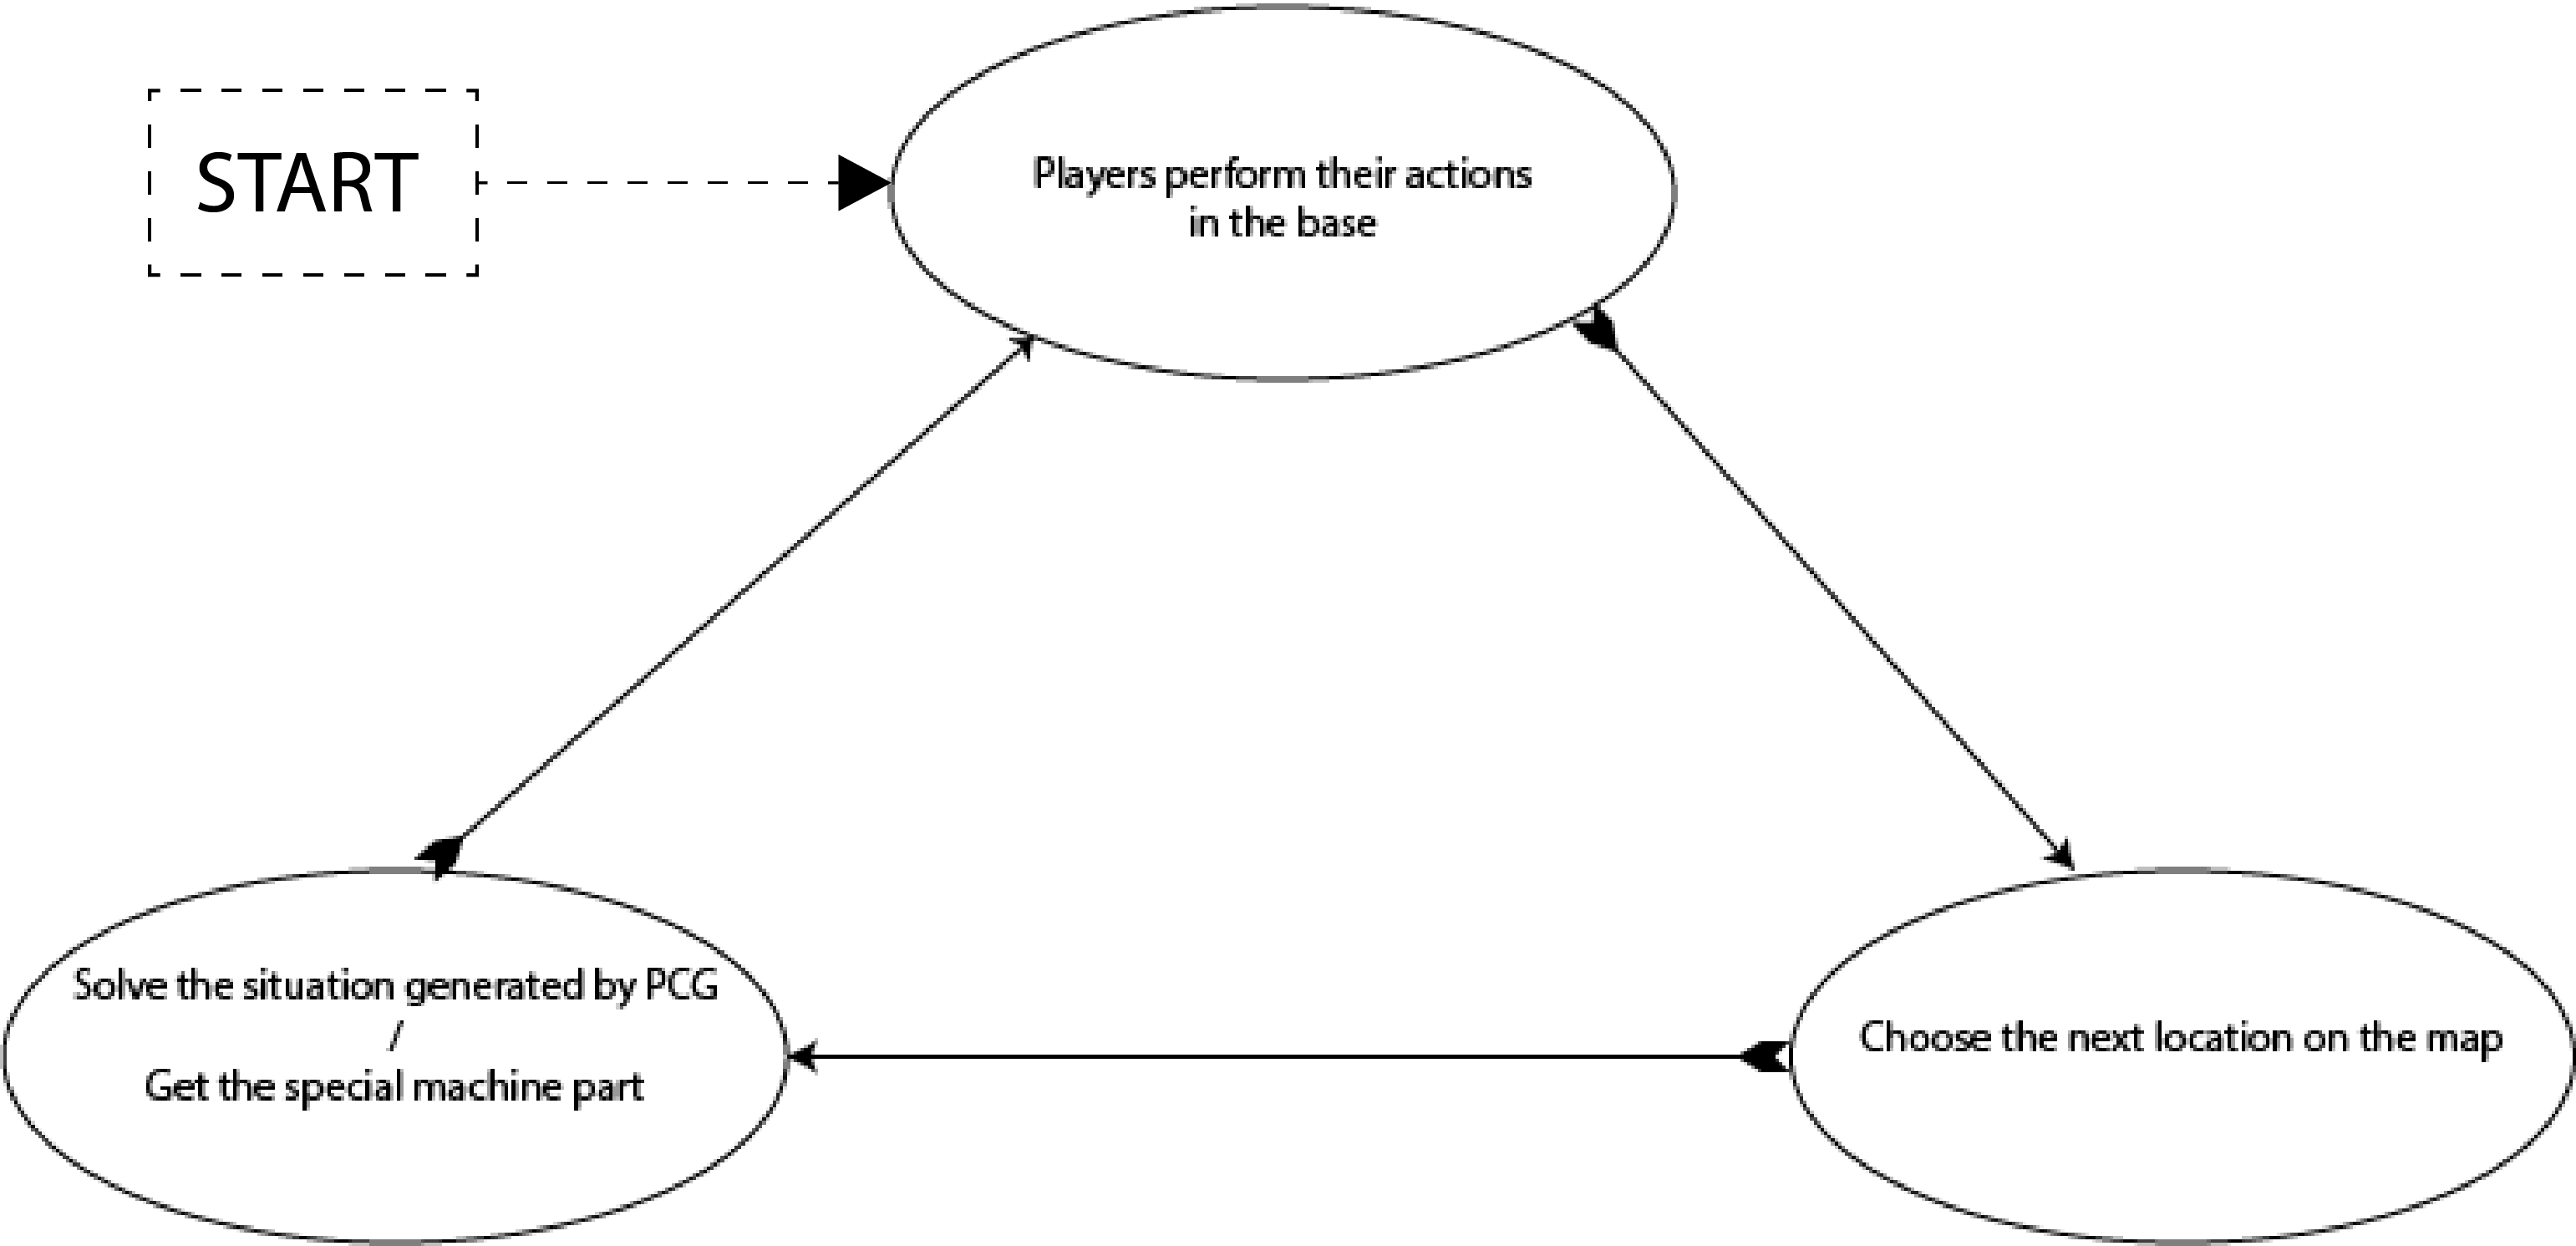 START
Players perform their actions
in the base
Solve the situation generated by PCG
/
Get the special machine part
Choose the next location on the map